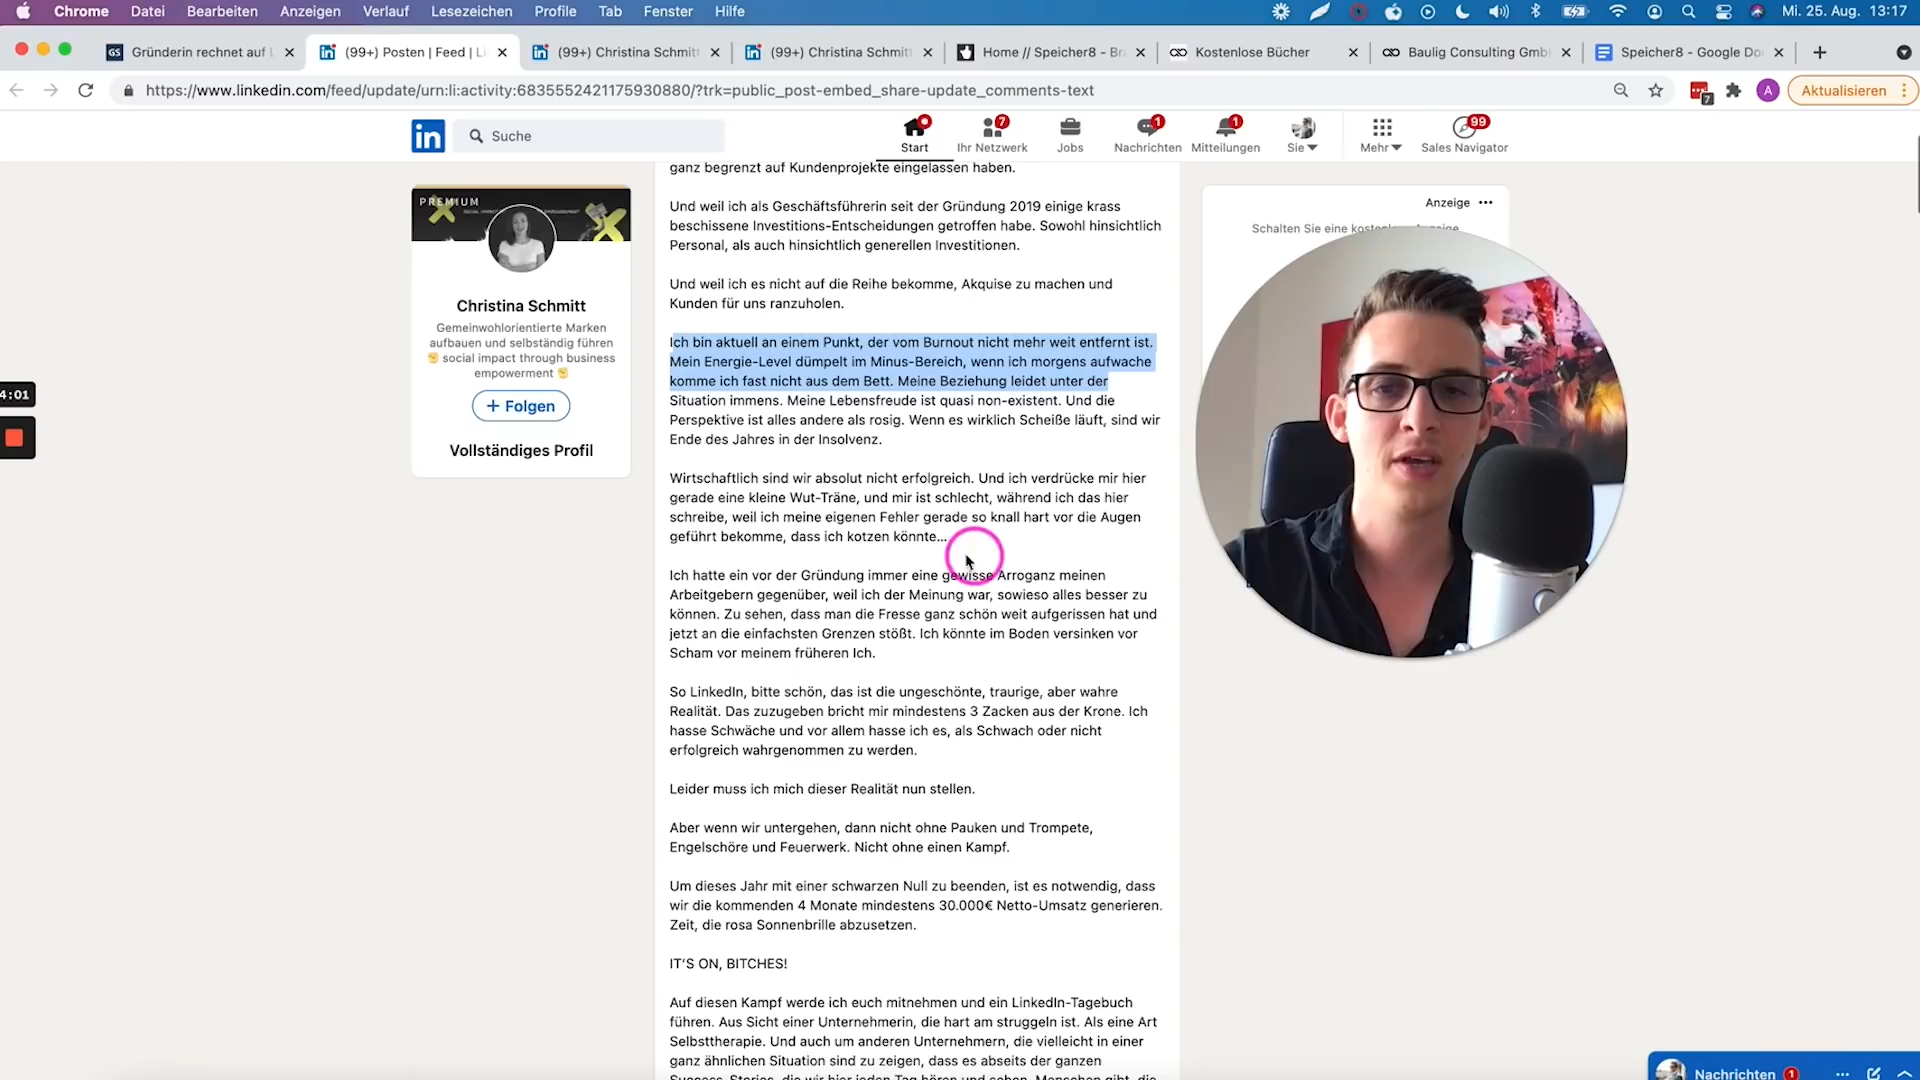 Chrome Datei Bearbeiten Anzeigen Verlauf Lesezeichen Profile Tab Fenster Hilfe Mi. 25. Aug. 13:17
GS Gründerin rechnet auf (99+) Posten | Feed | Li (99+) Christina Schmit (99+) Christina Schmit Home // Speicher8 - Bra Kostenlose Bücher Baulig Consulting Gmb Speicher8 - Google Do
https://www.linkedin.com/feed/update/urn:li:activity:6835552421175930880/?trk=public_post-embed_share-update_comments-text 7 A Aktualisieren
in Suche Start 7 Ihr Netzwerk Jobs 1 Nachrichten 1 Mitteilungen Sie Mehr 99 Sales Navigator
PREMIUM
Christina Schmitt
Gemeinwohlorientierte Marken
aufbauen und selbständig führen
✊ social impact through business
empowerment ✊
+ Folgen
Vollständiges Profil
4:01
ganz begrenzt auf Kundenprojekte eingelassen haben.
Und weil ich als Geschäftsführerin seit der Gründung 2019 einige krass
beschissene Investitions-Entscheidungen getroffen habe. Sowohl hinsichtlich
Personal, als auch hinsichtlich generellen Investitionen.
Und weil ich es nicht auf die Reihe bekomme, Akquise zu machen und
Kunden für uns ranzuholen.
Ich bin aktuell an einem Punkt, der vom Burnout nicht mehr weit entfernt ist.
Mein Energie-Level dümpelt im Minus-Bereich, wenn ich morgens aufwache
komme ich fast nicht aus dem Bett. Meine Beziehung leidet unter der
Situation immens. Meine Lebensfreude ist quasi non-existent. Und die
Perspektive ist alles andere als rosig. Wenn es wirklich Scheiße läuft, sind wir
Ende des Jahres in der Insolvenz.
Wirtschaftlich sind wir absolut nicht erfolgreich. Und ich verdrücke mir hier
gerade eine kleine Wut-Träne, und mir ist schlecht, während ich das hier
schreibe, weil ich meine eigenen Fehler gerade so knall hart vor die Augen
geführt bekomme, dass ich kotzen könnte...
Ich hatte ein vor der Gründung immer eine gewisse Arroganz meinen
Arbeitgebern gegenüber, weil ich der Meinung war, sowieso alles besser zu
können. Zu sehen, dass man die Fresse ganz schön weit aufgerissen hat und
jetzt an die einfachsten Grenzen stößt. Ich könnte im Boden versinken vor
Scham vor meinem früheren Ich.
So LinkedIn, bitte schön, das ist die ungeschönte, traurige, aber wahre
Realität. Das zuzugeben bricht mir mindestens 3 Zacken aus der Krone. Ich
hasse Schwäche und vor allem hasse ich es, als Schwach oder nicht
erfolgreich wahrgenommen zu werden.
Leider muss ich mich dieser Realität nun stellen.
Aber wenn wir untergehen, dann nicht ohne Pauken und Trompete,
Engelschöre und Feuerwerk. Nicht ohne einen Kampf.
Um dieses Jahr mit einer schwarzen Null zu beenden, ist es notwendig, dass
wir die kommenden 4 Monate mindestens 30.000€ Netto-Umsatz generieren.
Zeit, die rosa Sonnenbrille abzusetzen.
IT'S ON, BITCHES!
Auf diesen Kampf werde ich euch mitnehmen und ein LinkedIn-Tagebuch
führen. Aus Sicht einer Unternehmerin, die hart am struggeln ist. Als eine Art
Selbsttherapie. Und auch um anderen Unternehmern, die vielleicht in einer
ganz ähnlichen Situation sind zu zeigen, dass es abseits der ganzen
Anzeige
Schalten Sie eine
Nachrichten 1